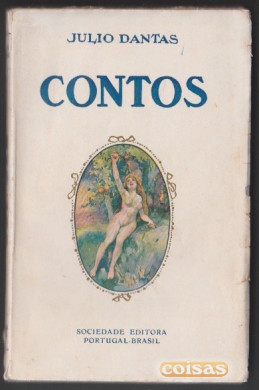 JULIO DANTAS
CONTOS
SOCIEDADE EDITORA
PORTUGAL-BRASIL
coisas